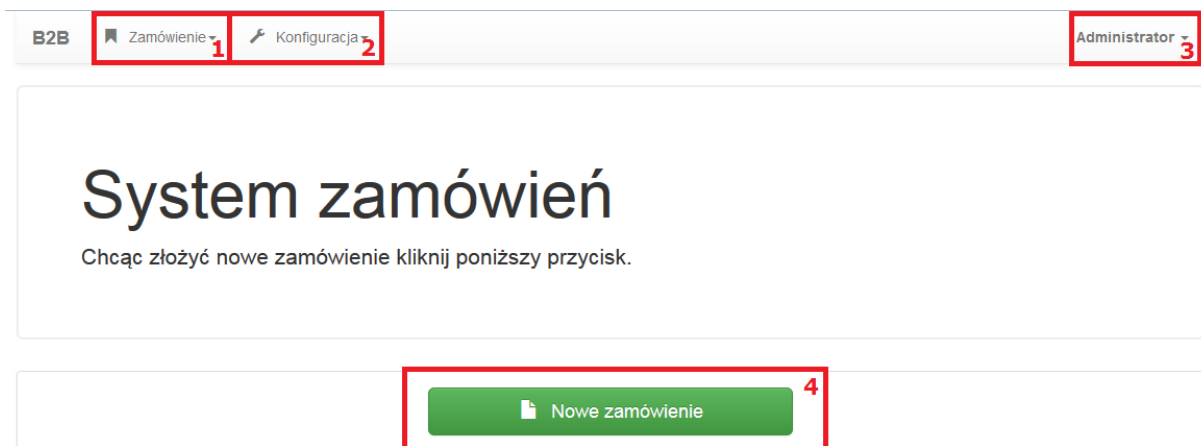 B2B Zamówienie 1 Konfiguracja 2 Administrator 3
System zamówień
Chcąc złożyć nowe zamówienie kliknij poniższy przycisk.
4
Nowe zamówienie